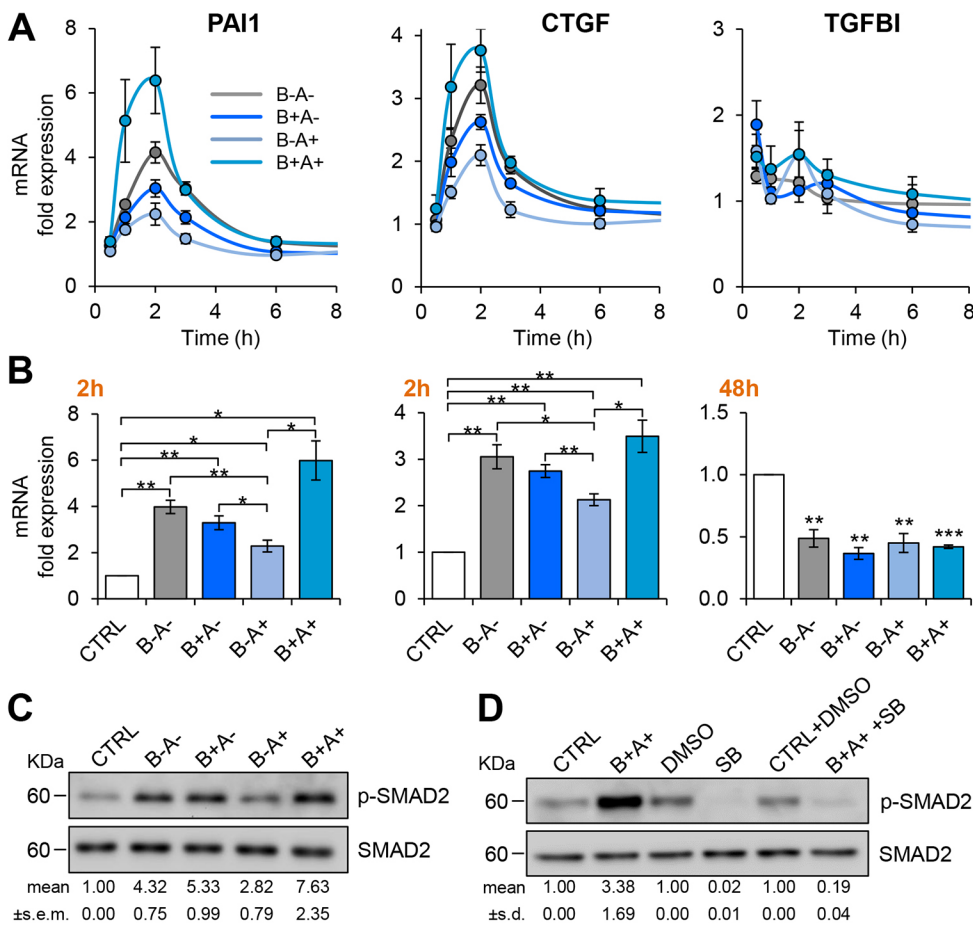 A
PAI1
CTGF
TGFBI
mRNA
fold expression
8
6
4
2
0
0 2 4 6 8
Time (h)
B-A-
B+A-
B-A+
B+A+
4
3
2
1
0
0 2 4 6 8
Time (h)
3
2
1
0
0 2 4 6 8
Time (h)
B
2h
2h
48h
mRNA
fold expression
8
6
4
2
0
*
*
*
**
**
**
*
CTRL B-A- B+A- B-A+ B+A+
4
3
2
1
0
**
**
**
*
**
*
**
CTRL B-A- B+A- B-A+ B+A+
1.5
1.0
0.5
0.0
** ** ** ***
CTRL B-A- B+A- B-A+ B+A+
C
KDa
CTRL B-A- B+A- B-A+ B+A+
60
p-SMAD2
60
SMAD2
mean 1.00 4.32 5.33 2.82 7.63
±s.e.m. 0.00 0.75 0.99 0.79 2.35
D
KDa
CTRL B+A+ DMSO SB CTRL+DMSO B+A+ +SB
60
p-SMAD2
60
SMAD2
mean 1.00 3.38 1.00 0.02 1.00 0.19
±s.d. 0.00 1.69 0.00 0.01 0.00 0.04